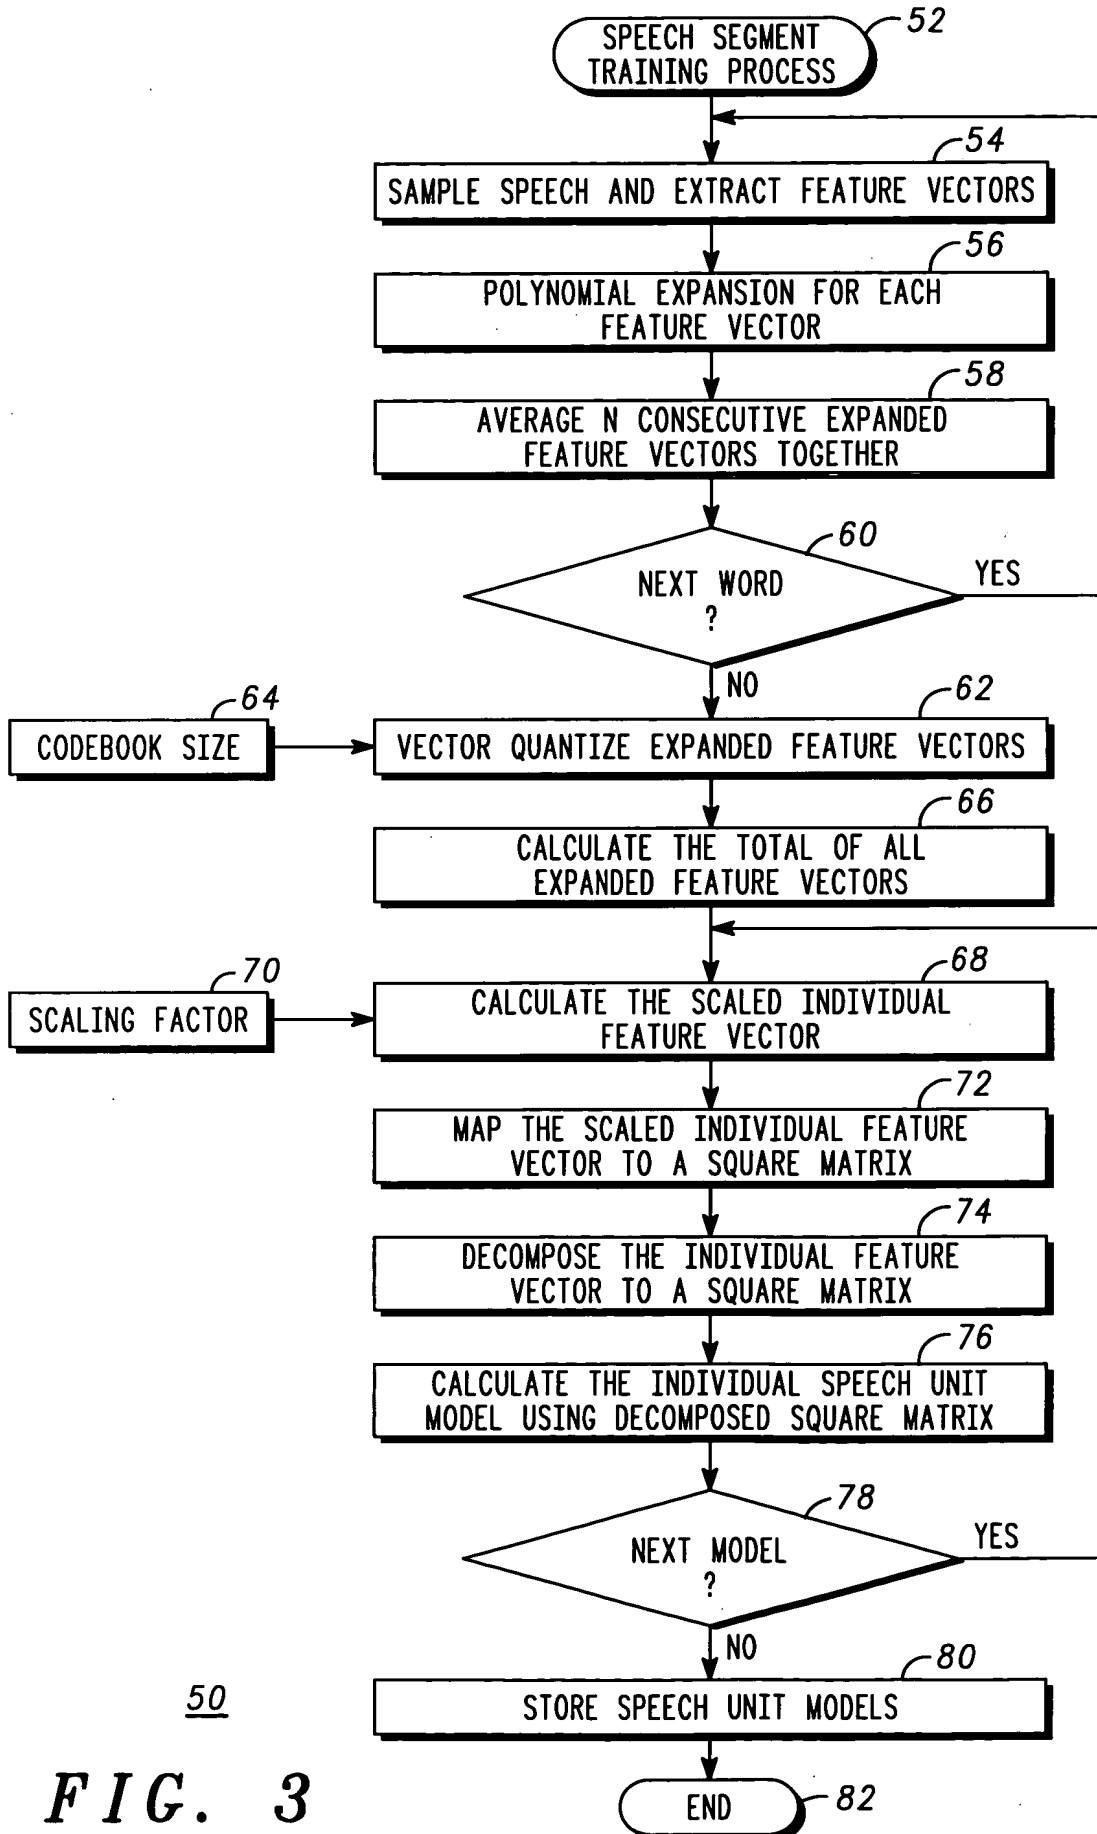 SPEECH SEGMENT
TRAINING PROCESS
52
54
SAMPLE SPEECH AND EXTRACT FEATURE VECTORS
56
POLYNOMIAL EXPANSION FOR EACH
FEATURE VECTOR
58
AVERAGE N CONSECUTIVE EXPANDED
FEATURE VECTORS TOGETHER
60
NEXT WORD
?
YES
NO
64
CODEBOOK SIZE
62
VECTOR QUANTIZE EXPANDED FEATURE VECTORS
66
CALCULATE THE TOTAL OF ALL
EXPANDED FEATURE VECTORS
70
SCALING FACTOR
68
CALCULATE THE SCALED INDIVIDUAL
FEATURE VECTOR
72
MAP THE SCALED INDIVIDUAL FEATURE
VECTOR TO A SQUARE MATRIX
74
DECOMPOSE THE INDIVIDUAL FEATURE
VECTOR TO A SQUARE MATRIX
76
CALCULATE THE INDIVIDUAL SPEECH UNIT
MODEL USING DECOMPOSED SQUARE MATRIX
78
NEXT MODEL
?
YES
NO
80
STORE SPEECH UNIT MODELS
50
END
82
FIG. 3